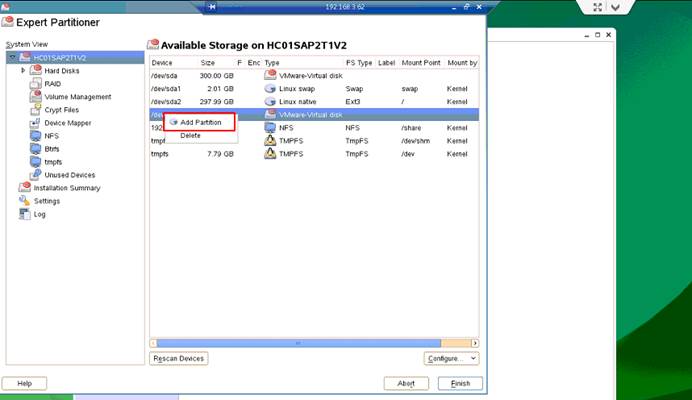 192.168.3.62
Expert Partitioner
System View
HC01SAP2T1V2
Hard Disks
RAID
Volume Management
Crypt Files
Device Mapper
NFS
Btrfs
tmpfs
Unused Devices
Installation Summary
Settings
Log
Available Storage on HC01SAP2T1V2
Device Size F Enc Type FS Type Label Mount Point Mount by
/dev/sda 300.00 GB VMware-Virtual disk
/dev/sda1 2.01 GB Linux swap Swap swap Kernel
/dev/sda2 297.99 GB Linux native Ext3 / Kernel
VMware-Virtual disk
NFS NFS /share Kernel
TMPFS TmpFS /dev/shm Kernel
tmpfs 7.79 GB TMPFS TmpFS /dev Kernel
Add Partition
Delete
Rescan Devices
Configure...
Help
Abort
Finish